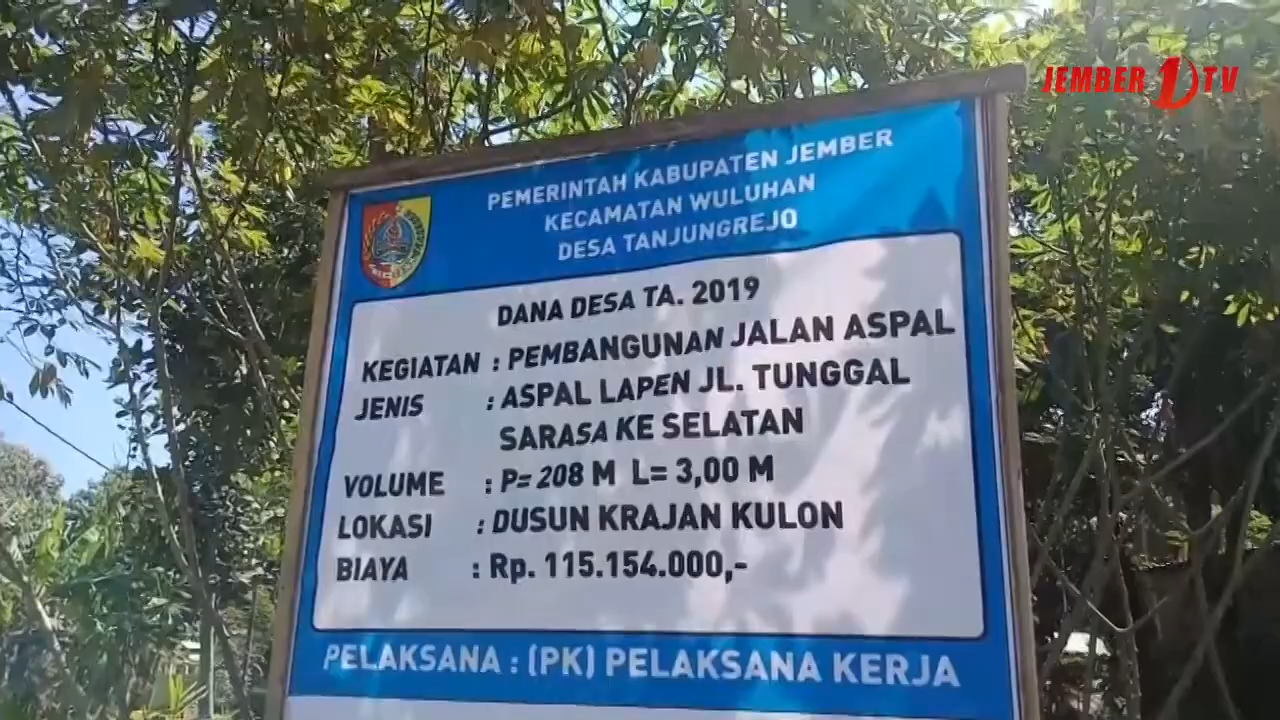 JEMBER 1 TV
PEMERINTAH KABUPATEN JEMBER
KECAMATAN WULUHAN
DESA TANJUNGREJO
DANA DESA TA. 2019
KEGIATAN : PEMBANGUNAN JALAN ASPAL
JENIS : ASPAL LAPEN JL. TUNGGAL
SARASA KE SELATAN
VOLUME : P= 208 M L= 3,00 M
LOKASI : DUSUN KRAJAN KULON
BIAYA : Rp. 115.154.000,-
PELAKSANA : (PK) PELAKSANA KERJA